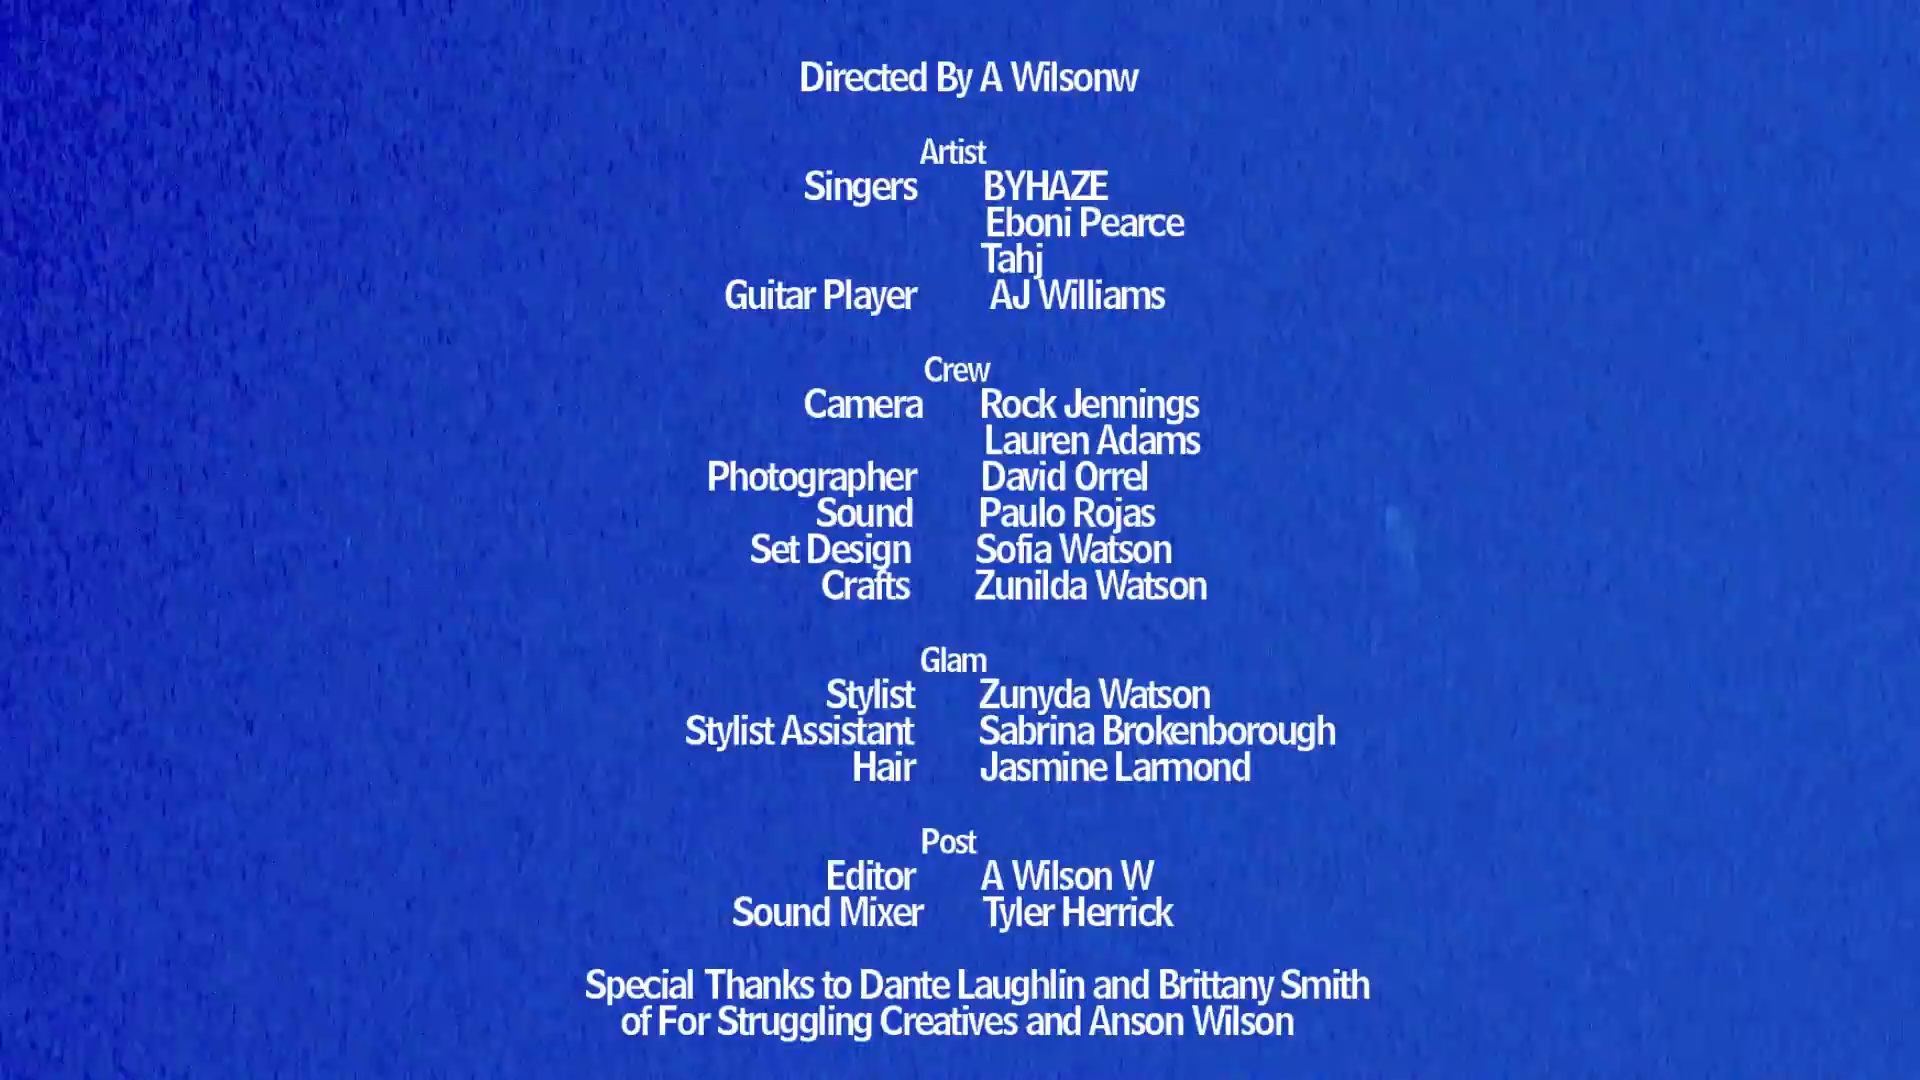 Directed By A Wilsonw
Artist
Singers BYHAZE
Eboni Pearce
Tahj
Guitar Player AJ Williams
Crew
Camera Rock Jennings
Lauren Adams
Photographer David Orrel
Sound Paulo Rojas
Set Design Sofia Watson
Crafts Zunilda Watson
Glam
Stylist Zunyda Watson
Stylist Assistant Sabrina Brokenborough
Hair Jasmine Larmond
Post
Editor A Wilson W
Sound Mixer Tyler Herrick
Special Thanks to Dante Laughlin and Brittany Smith
of For Struggling Creatives and Anson Wilson